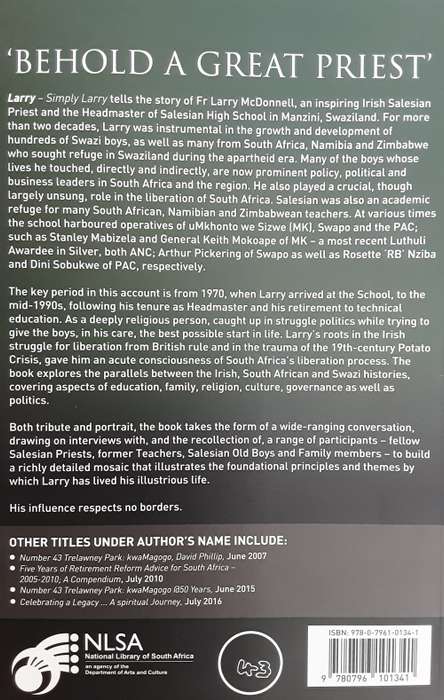 'BEHOLD A GREAT PRIEST'
Larry – Simply Larry tells the story of Fr Larry McDonnell, an inspiring Irish Salesian
Priest and the Headmaster of Salesian High School in Manzini, Swaziland. For more
than two decades, Larry was instrumental in the growth and development of
hundreds of Swazi boys, as well as many from South Africa, Namibia and Zimbabwe
who sought refuge in Swaziland during the apartheid era. Many of the boys whose
lives he touched, directly and indirectly, are now prominent policy, political and
business leaders in South Africa and the region. He also played a crucial, though
largely unsung, role in the liberation of South Africa. Salesian was also an academic
refuge for many South African, Namibian and Zimbabwean teachers. At various times
the school harboured operatives of uMkhonto we Sizwe (MK), Swapo and the PAC;
such as Stanley Mabizela and General Keith Mokoape of MK – a most recent Luthuli
Awardee in Silver, both ANC; Arthur Pickering of Swapo as well as Rosette 'RB' Nziba
and Dini Sobukwe of PAC, respectively.
The key period in this account is from 1970, when Larry arrived at the School, to the
mid-1990s, following his tenure as Headmaster and his retirement to technical
education. As a deeply religious person, caught up in struggle politics while trying to
give the boys, in his care, the best possible start in life. Larry's roots in the Irish
struggle for liberation from British rule and in the trauma of the 19th-century Potato
Crisis, gave him an acute consciousness of South Africa's liberation process. The
book explores the parallels between the Irish, South African and Swazi histories,
covering aspects of education, family, religion, culture, governance as well as
politics.
Both tribute and portrait, the book takes the form of a wide-ranging conversation,
drawing on interviews with, and the recollection of, a range of participants – fellow
Salesian Priests, former Teachers, Salesian Old Boys and Family members – to build
a richly detailed mosaic that illustrates the foundational principles and themes by
which Larry has lived his illustrious life.
His influence respects no borders.
OTHER TITLES UNDER AUTHOR'S NAME INCLUDE:
• Number 43 Trelawney Park: kwaMagogo, David Phillip, June 2007
• Five Years of Retirement Reform Advice for South Africa –
2005-2010; A Compendium, July 2010
• Number 43 Trelawney Park: kwaMagogo @50 Years, June 2015
• Celebrating a Legacy ... A spiritual Journey, July 2016
NLSA
National Library of South Africa
an agency of the
Department of Arts and Culture
43
ISBN: 978-0-7961-0134-1
9 780796 101341